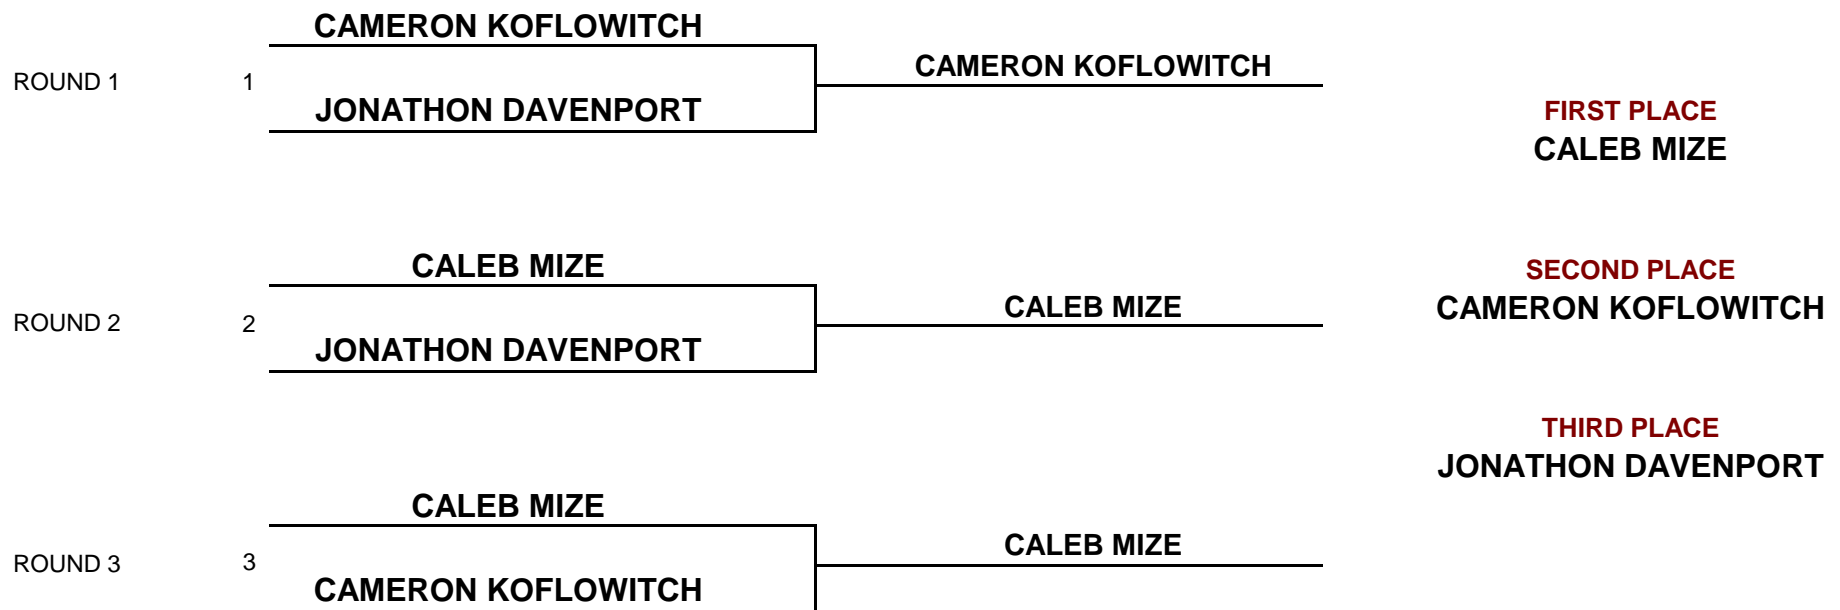 CAMERON KOFLOWITCH
ROUND 1 1 CAMERON KOFLOWITCH
JONATHON DAVENPORT
FIRST PLACE
CALEB MIZE
CALEB MIZE
SECOND PLACE
CAMERON KOFLOWITCH
ROUND 2 2 CALEB MIZE
JONATHON DAVENPORT
THIRD PLACE
JONATHON DAVENPORT
CALEB MIZE
ROUND 3 3 CALEB MIZE
CAMERON KOFLOWITCH